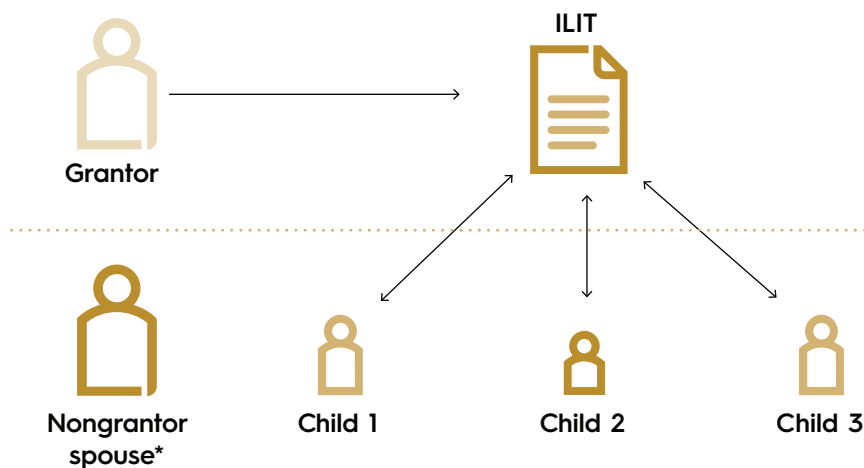 ILIT
Grantor
Nongrantor
spouse*
Child 1
Child 2
Child 3